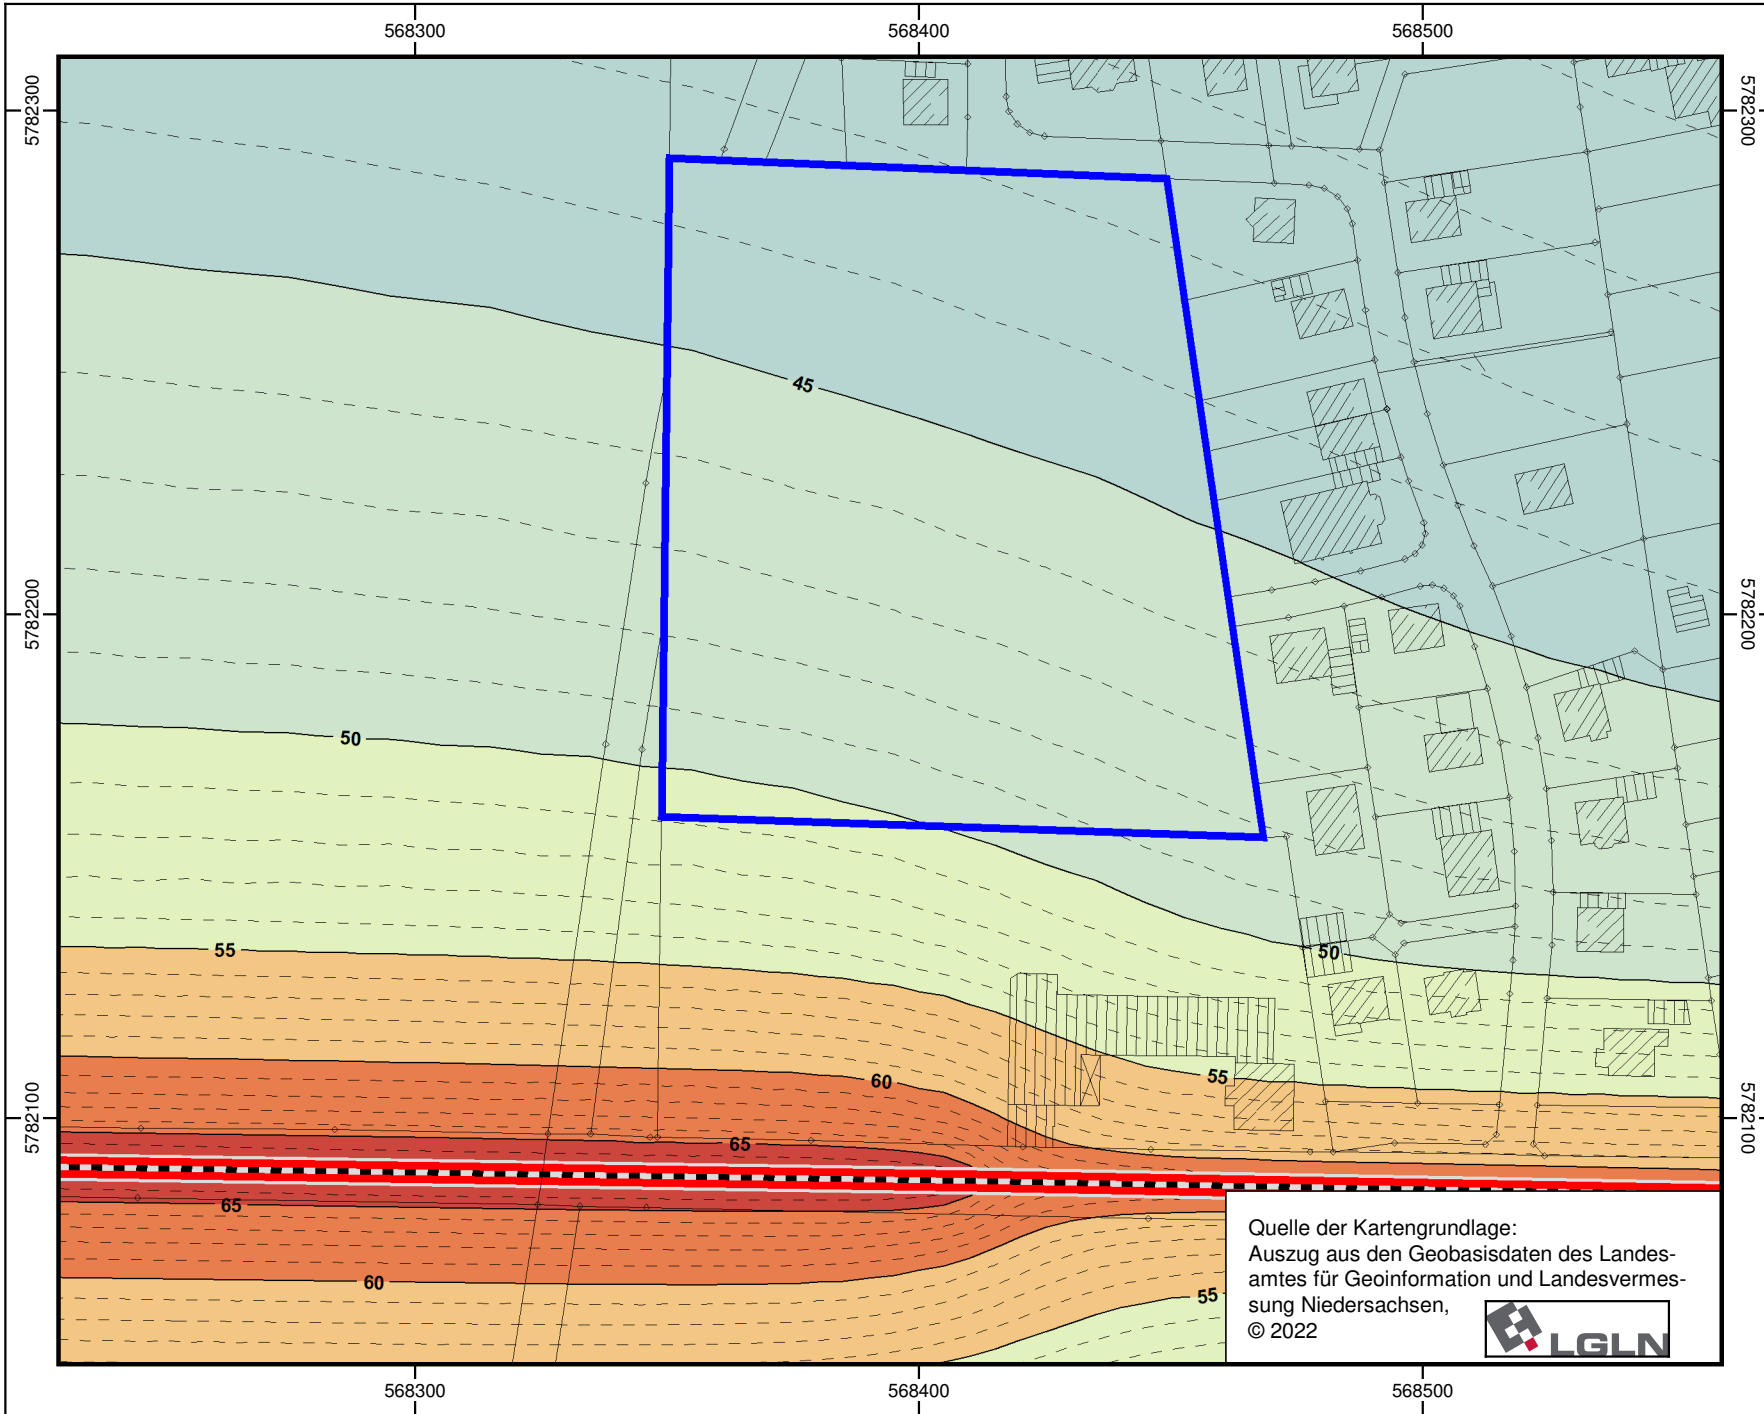 568300 568400 568500
5782300 5782300
45
5782200 5782200
50
55
50
60
55
5782100 5782100
65
65
60
55
Quelle der Kartengrundlage:
Auszug aus den Geobasisdaten des Landes-
amtes für Geoinformation und Landesvermes-
sung Niedersachsen,
© 2022
LGLN
568300 568400 568500